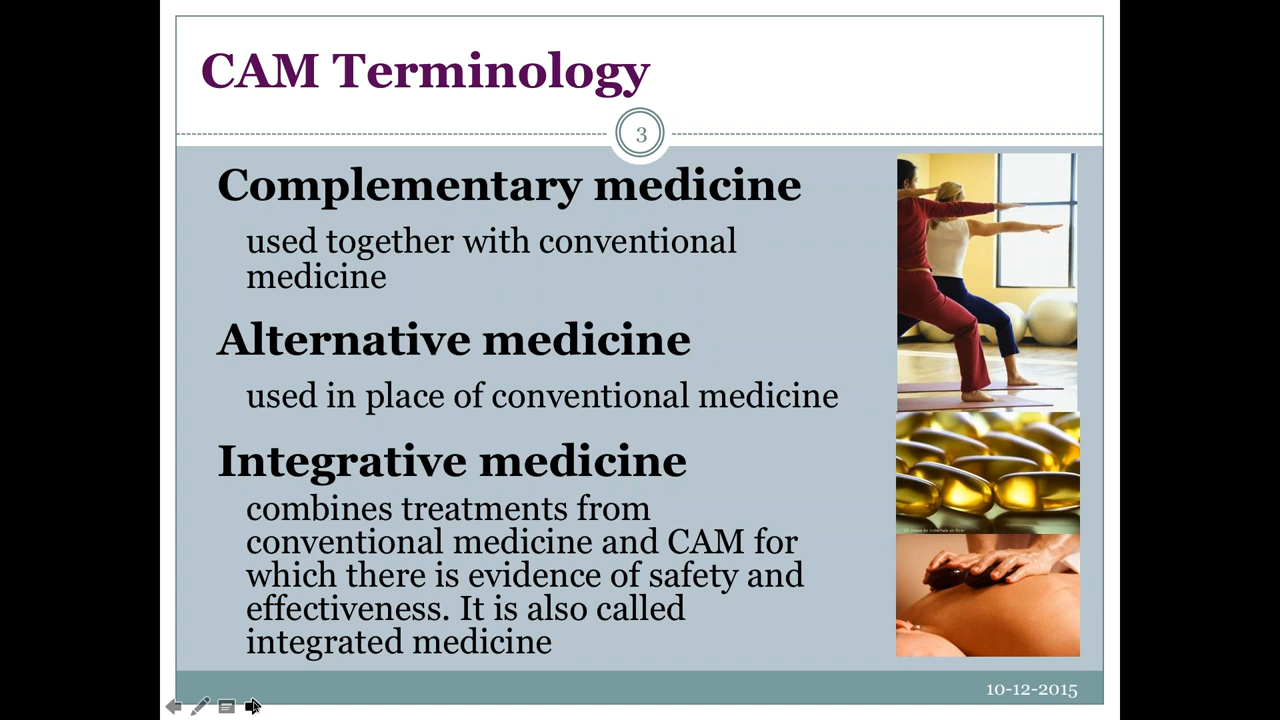 CAM Terminology
3
Complementary medicine
used together with conventional
medicine
Alternative medicine
used in place of conventional medicine
Integrative medicine
combines treatments from
conventional medicine and CAM for
which there is evidence of safety and
effectiveness. It is also called
integrated medicine
10-12-2015